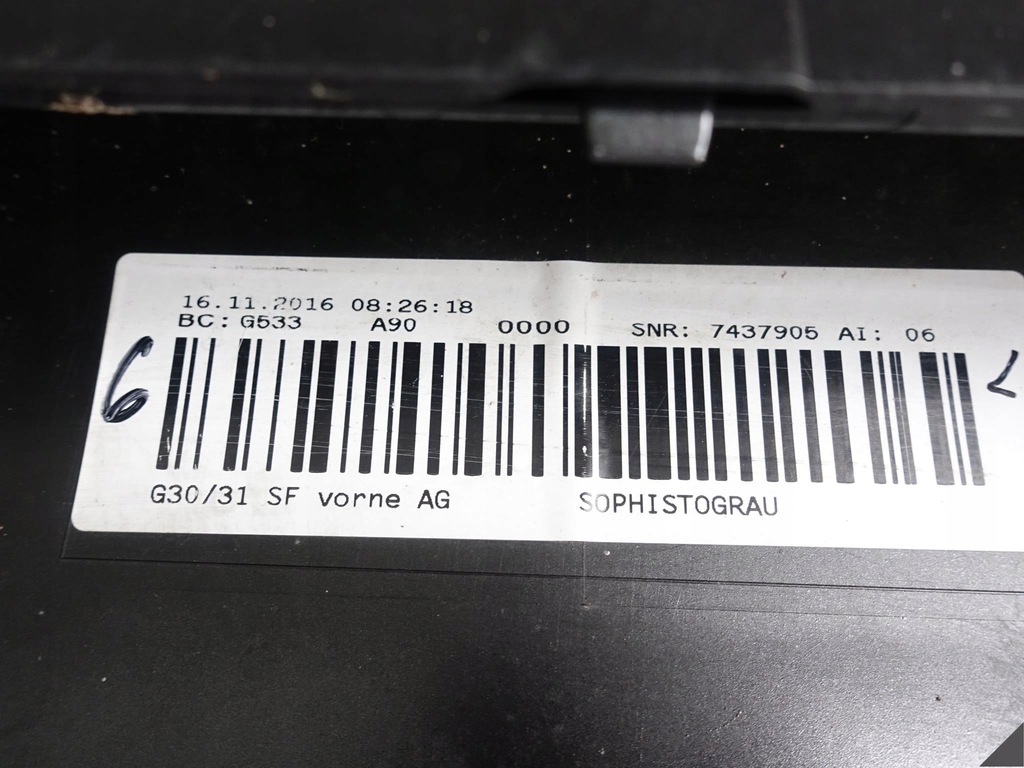 16.11.2016 08:26:18
BC: G533 A90 0000 SNR: 7437905 AI: 06
6
G30/31 SF vorne AG SOPHISTOGRAU